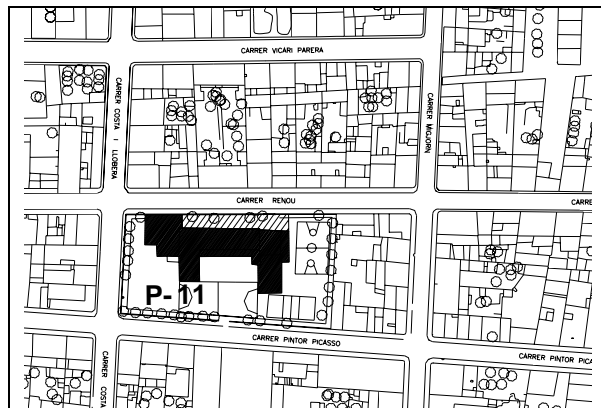 CARRER VICARI PARERA
CARRER COSTA I LLOBERA
CARRER MIGJORN
CARRER RENOU
CARRE
P-11
CARRER PINTOR PICASSO
CARRER PINTOR PICA
CARRER COSTA